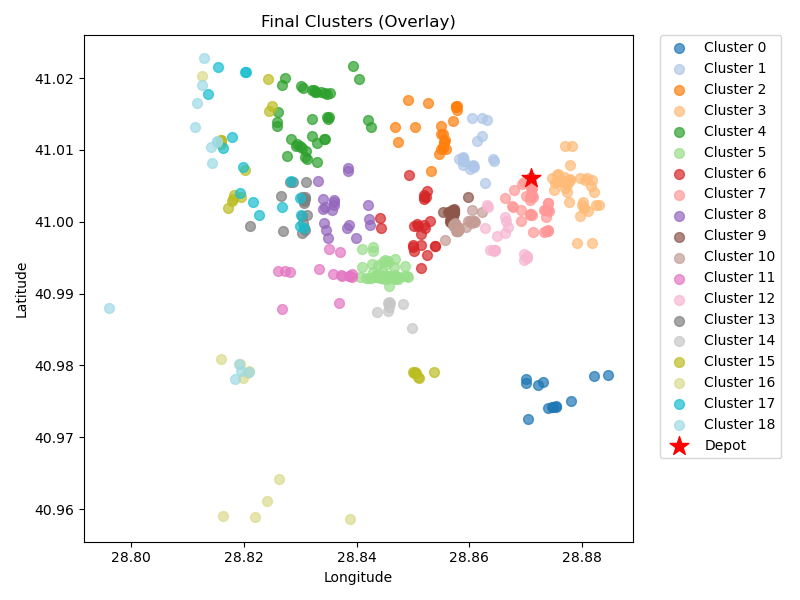 Final Clusters (Overlay)
41.02
41.01
41.00
40.99
40.98
40.97
40.96
Latitude
28.80 28.82 28.84 28.86 28.88
Longitude
Cluster 0
Cluster 1
Cluster 2
Cluster 3
Cluster 4
Cluster 5
Cluster 6
Cluster 7
Cluster 8
Cluster 9
Cluster 10
Cluster 11
Cluster 12
Cluster 13
Cluster 14
Cluster 15
Cluster 16
Cluster 17
Cluster 18
Depot